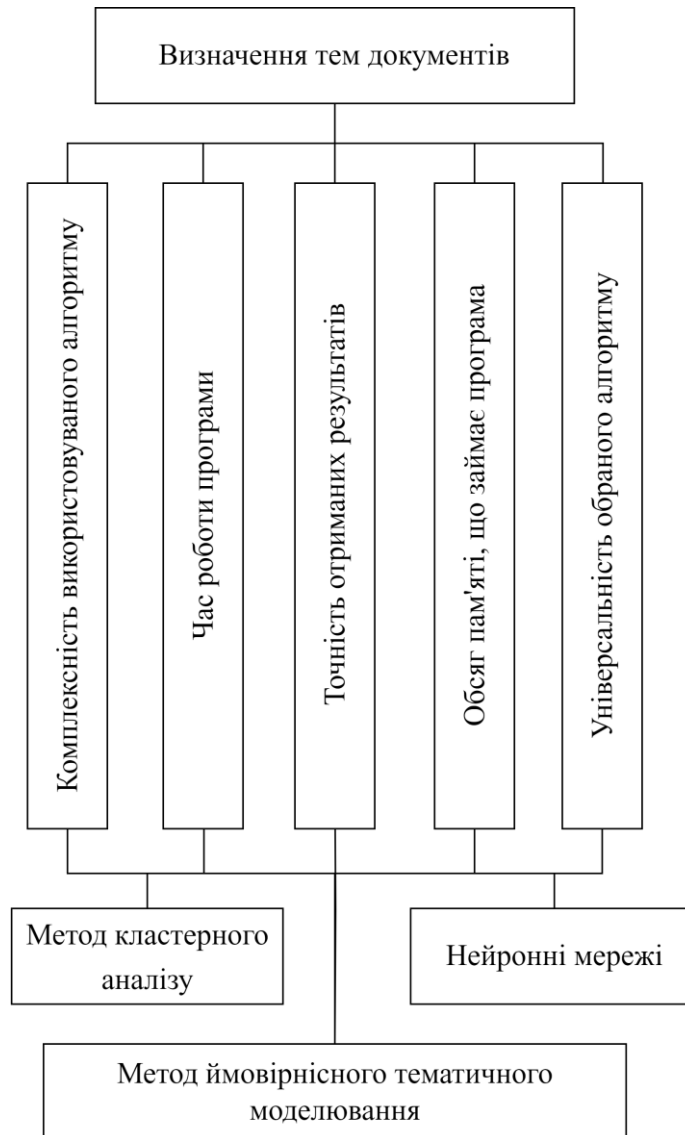 Визначення тем документів
Комплексність використовуваного алгоритму
Час роботи програми
Точність отриманих результатів
Обсяг пам'яті, що займає програма
Універсальність обраного алгоритму
Метод кластерного
аналізу
Нейронні мережі
Метод ймовірнісного тематичного
моделювання